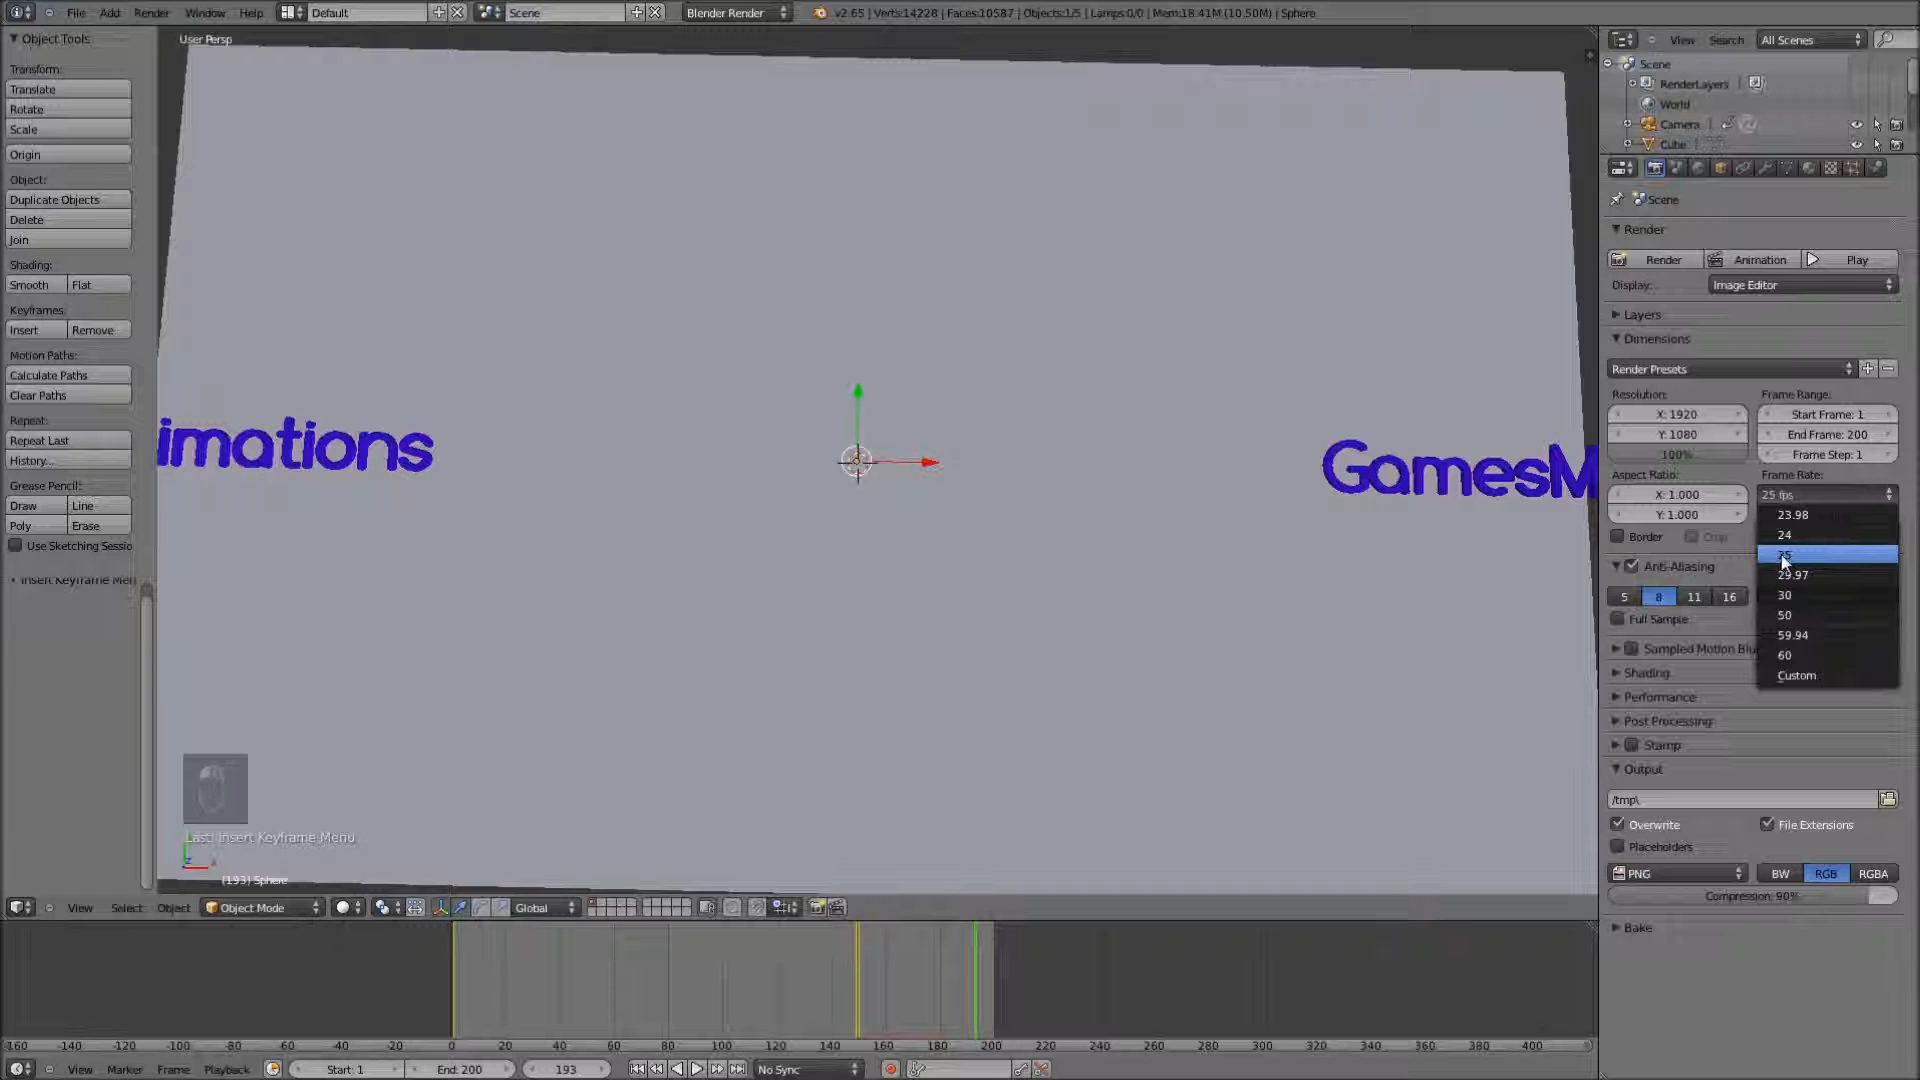 File Add Render Window Help Default Scene Blender Render v2.65 | Verts:14228 | Faces:10587 | Objects:1/5 | Lamps:0/0 | Mem:18.41M (10.50M) | Sphere
Object Tools
Transform:
Translate
Rotate
Scale
Origin
Object:
Duplicate Objects
Delete
Join
Shading:
Smooth Flat
Keyframes:
Insert Remove
Motion Paths:
Calculate Paths
Clear Paths
Repeat:
Repeat Last
History...
Grease Pencil:
Draw Line
Poly Erase
Use Sketching Sessio
Insert Keyframe Men
User Persp
imations
GamesM
Last: Insert Keyframe Menu
(193) Sphere
View Search All Scenes
Scene
RenderLayers
World
Camera
Cube
Scene
Render
Render Animation Play
Display: Image Editor
Layers
Dimensions
Render Presets
Resolution: Frame Range:
X: 1920 Start Frame: 1
Y: 1080 End Frame: 200
100% Frame Step: 1
Aspect Ratio: Frame Rate:
X: 1.000 25 fps
Y: 1.000 23.98
24
Border Crop
25
Anti-Aliasing
29.97
5 8 11 16 30
Full Sample 50
59.94
Sampled Motion Blu
60
Shading Custom
Performance
Post Processing
Stamp
Output
/tmp\
Overwrite File Extensions
Placeholders
PNG BW RGB RGBA
Compression: 90%
Bake
View Select Object Object Mode Global
-160 -140 -120 -100 -80 -60 -40 -20 0 20 40 60 80 100 120 140 160 180 200 220 240 260 280 300 320 340 360 380 400
View Marker Frame Playback Start: 1 End: 200 193 No Sync